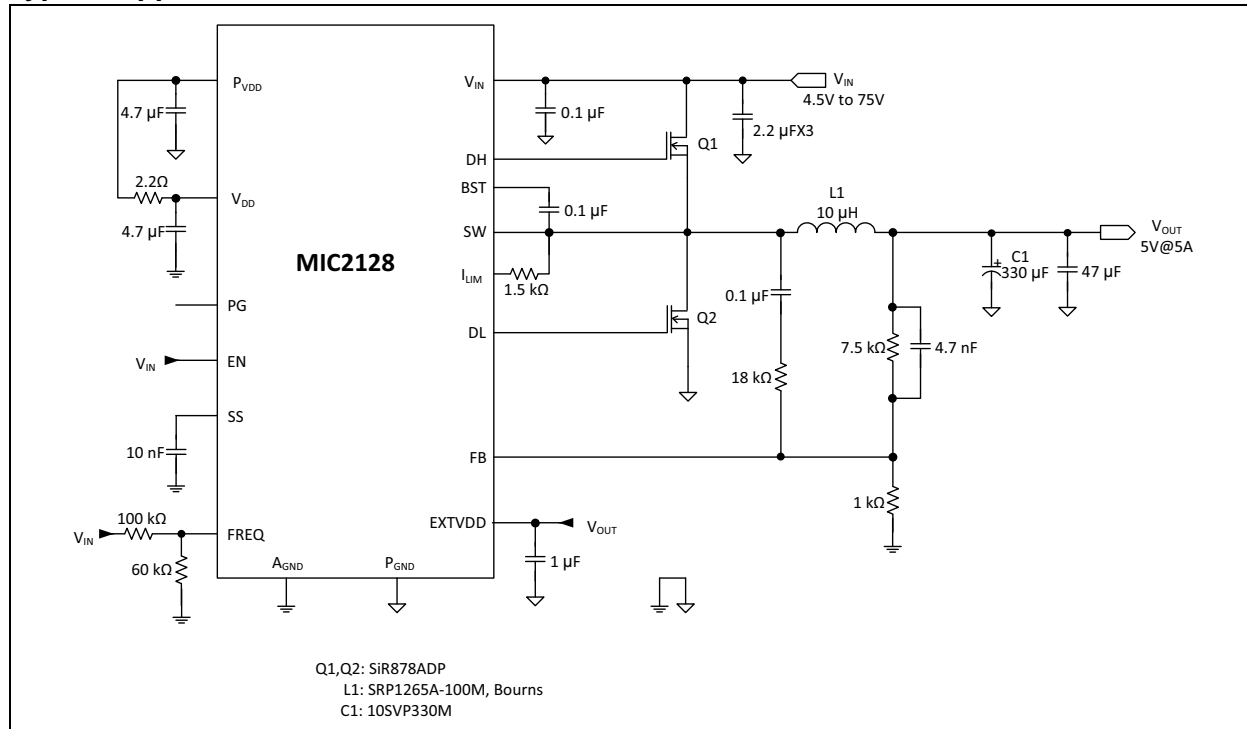 PVDD
4.7 µF
2.2Ω
VDD
4.7 µF
MIC2128
PG
VIN
EN
SS
10 nF
100 kΩ
VIN
FREQ
60 kΩ
AGND
PGND
VIN
0.1 µF
VIN
4.5V to 75V
2.2 µFX3
Q1
DH
BST
0.1 µF
SW
L1
10 µH
VOUT
5V@5A
ILIM
1.5 kΩ
C1
+
330 µF
47 µF
0.1 µF
Q2
DL
7.5 kΩ
4.7 nF
18 kΩ
FB
1 kΩ
EXTVDD
VOUT
1 µF
Q1,Q2: SiR878ADP
L1: SRP1265A-100M, Bourns
C1: 10SVP330M